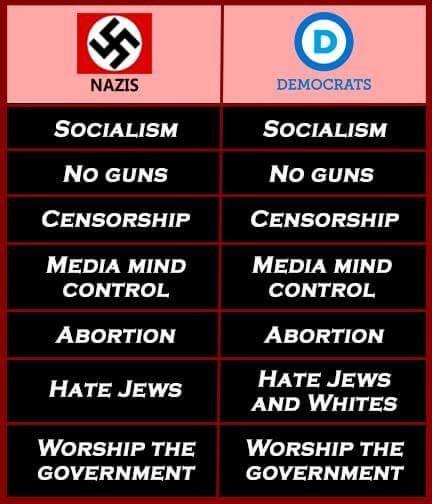 D
NAZIS DEMOCRATS
SOCIALISM SOCIALISM
NO GUNS NO GUNS
CENSORSHIP CENSORSHIP
MEDIA MIND MEDIA MIND
CONTROL CONTROL
ABORTION ABORTION
HATE JEWS HATE JEWS
AND WHITES
WORSHIP THE WORSHIP THE
GOVERNMENT GOVERNMENT